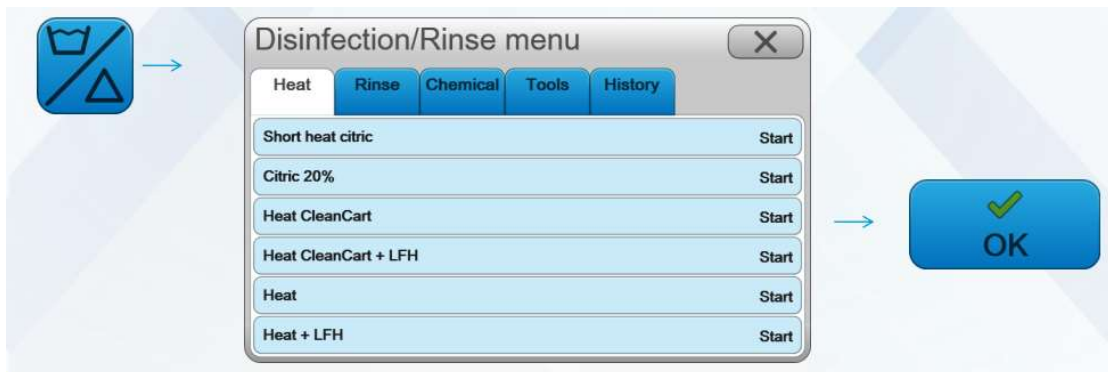 Disinfection/Rinse menu
Heat Rinse Chemical Tools History
Short heat citric Start
Citric 20% Start
Heat CleanCart Start
Heat CleanCart + LFH Start
Heat Start
Heat + LFH Start
OK